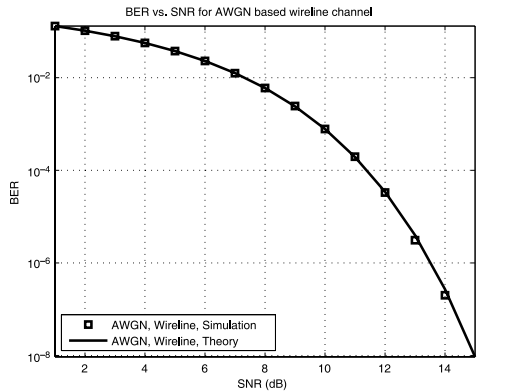 BER vs. SNR for AWGN based wireline channel
BER
10⁻²
10⁻⁴
10⁻⁶
10⁻⁸
AWGN, Wireline, Simulation
AWGN, Wireline, Theory
2 4 6 8 10 12 14
SNR (dB)